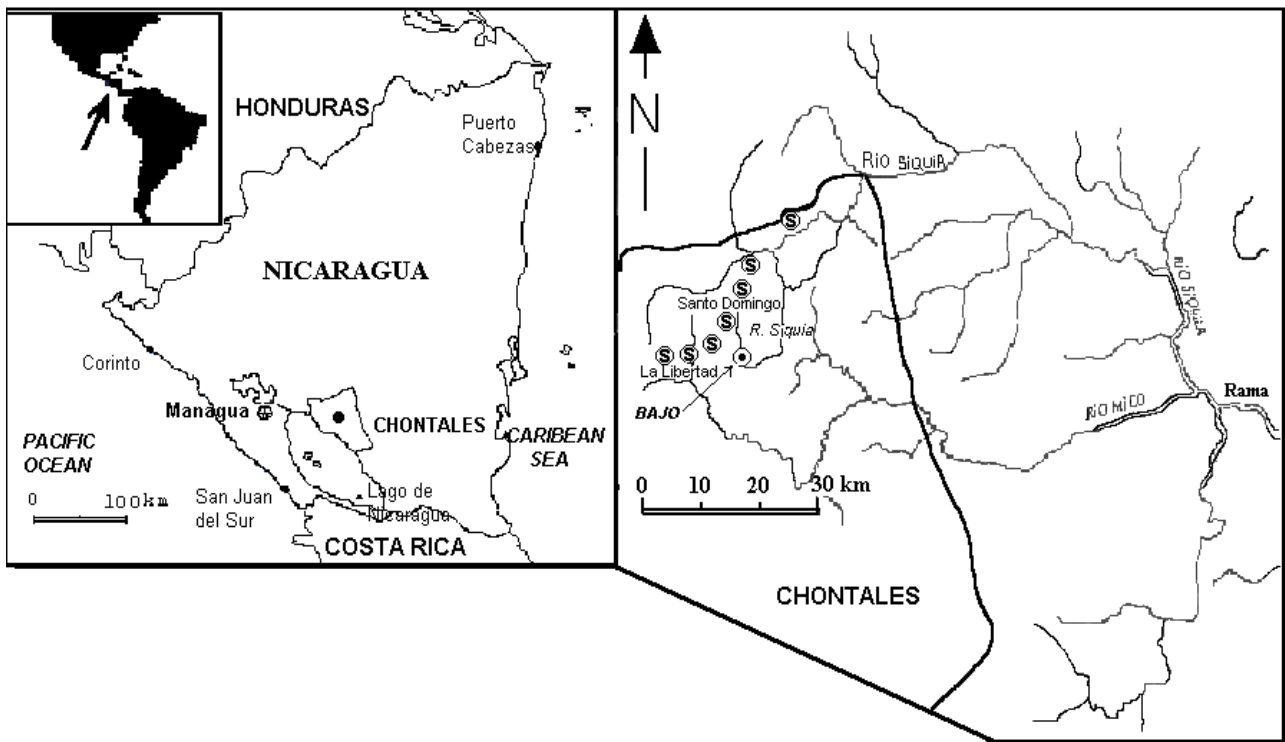 HONDURAS
Puerto
Cabezas
NICARAGUA
Corinto
Managua
CHONTALES
PACIFIC
OCEAN
CARIBEAN
SEA
0 100km
San Juan
del Sur
Lago de
Nicaragua
COSTA RICA
N
RIO SIQUIA
S
S
S
Santo Domingo
S
R. Siquia
S
S
S
La Libertad
BAJO
RIO SIQUIA
RIO MICO
Rama
0 10 20 30 km
CHONTALES